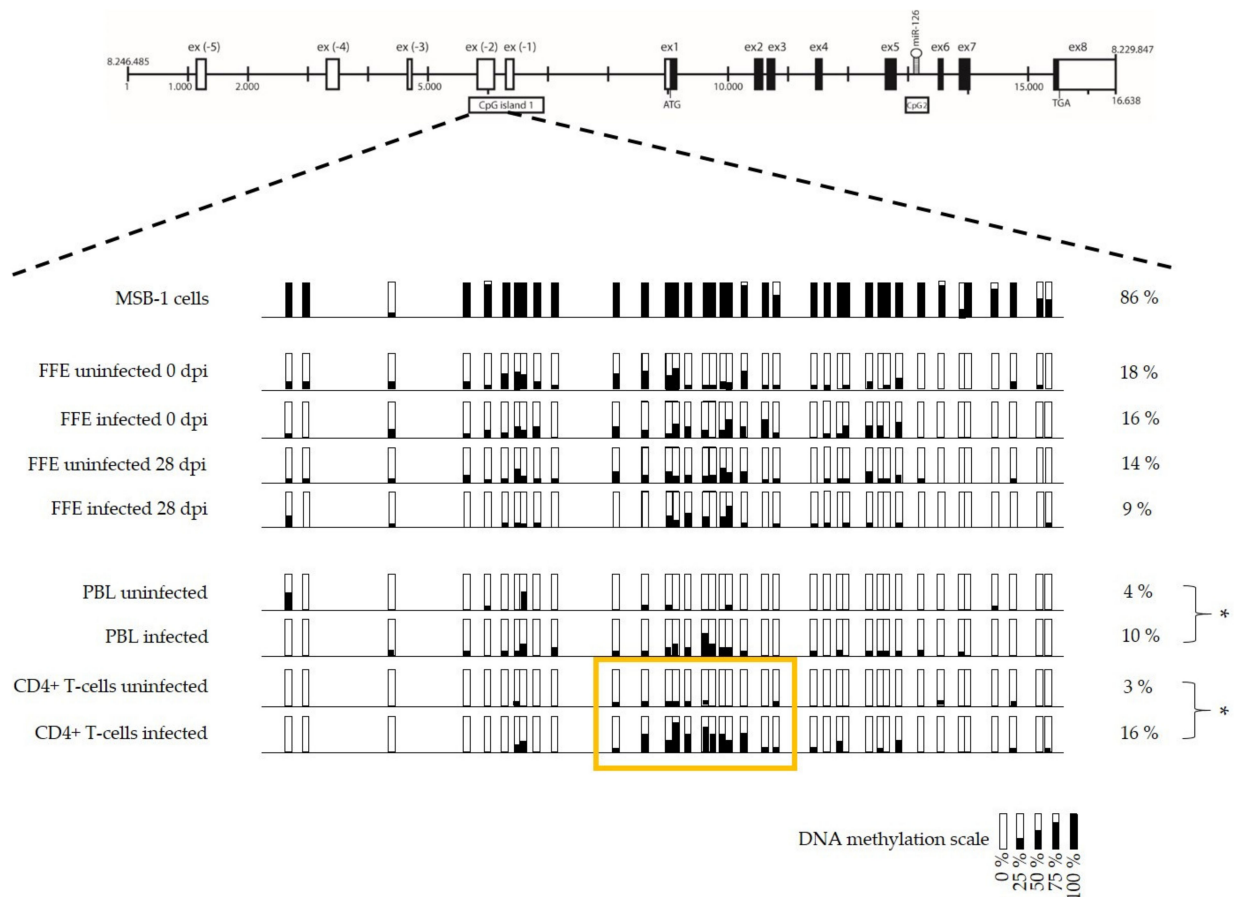 ex (-5) ex (-4) ex (-3) ex (-2) ex (-1) ex1 ex2 ex3 ex4 ex5 miR-126 ex6 ex7 ex8
8.246.485 8.229.847
1 1.000 2.000 5.000 10.000 15.000 16.638
CpG island 1 ATG CpG2 TGA
MSB-1 cells 86 %
FFE uninfected 0 dpi 18 %
FFE infected 0 dpi 16 %
FFE uninfected 28 dpi 14 %
FFE infected 28 dpi 9 %
PBL uninfected 4 %
*
PBL infected 10 %
CD4+ T-cells uninfected 3 %
*
CD4+ T-cells infected 16 %
DNA methylation scale
0 % 25 % 50 % 75 % 100 %